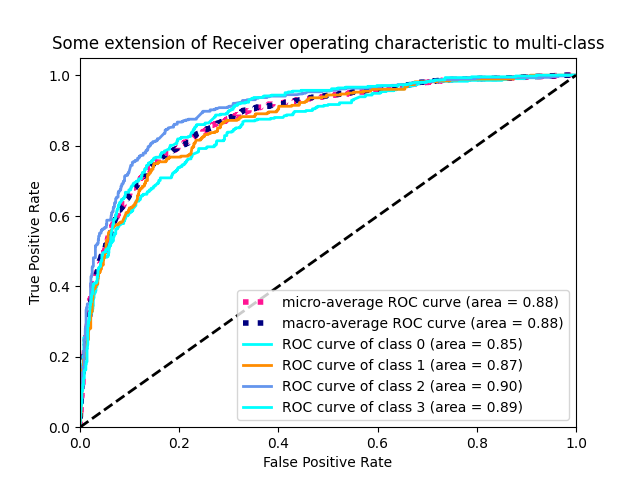 Some extension of Receiver operating characteristic to multi-class
1.0
0.8
0.6
0.4
0.2
0.0
True Positive Rate
micro-average ROC curve (area = 0.88)
macro-average ROC curve (area = 0.88)
ROC curve of class 0 (area = 0.85)
ROC curve of class 1 (area = 0.87)
ROC curve of class 2 (area = 0.90)
ROC curve of class 3 (area = 0.89)
0.0 0.2 0.4 0.6 0.8 1.0
False Positive Rate